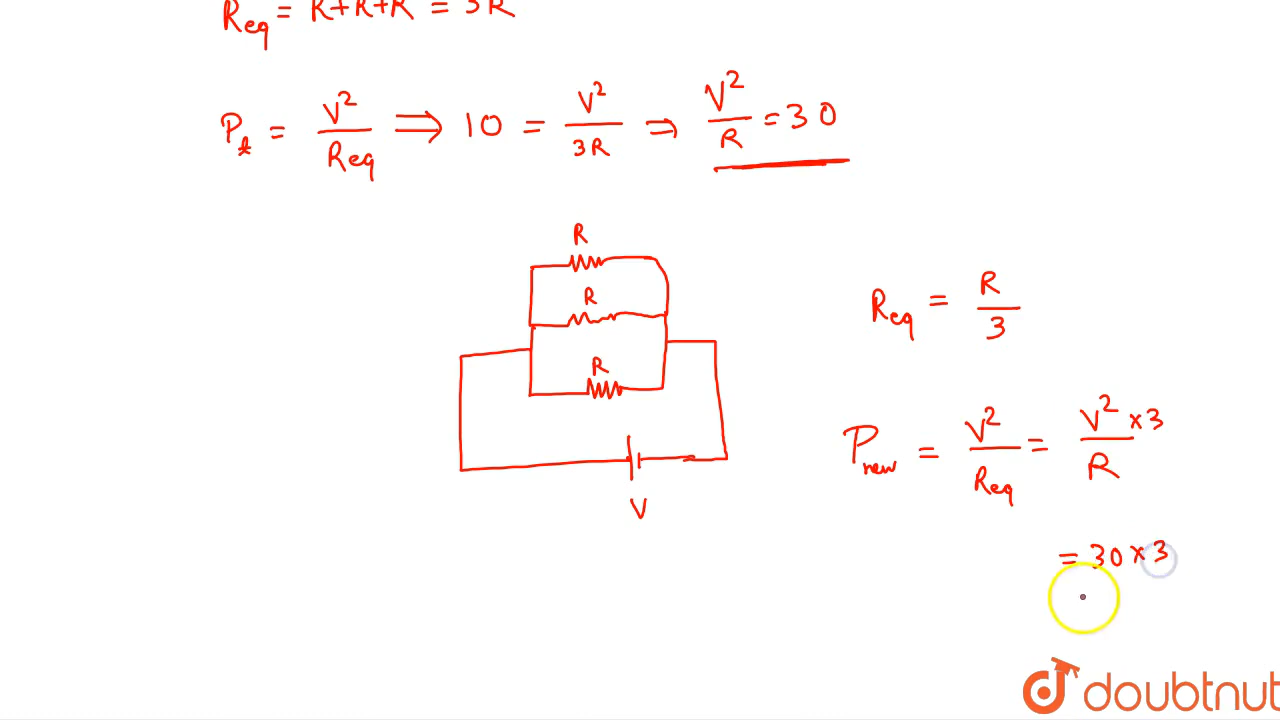 Req = R+R+R = 3R
Pt = V²/Req ⇒ 10 = V²/3R ⇒ V²/R = 30
R
R
R
V
Req = R/3
Pnew = V²/Req = V²/R × 3
= 30 × 3
doubtnut